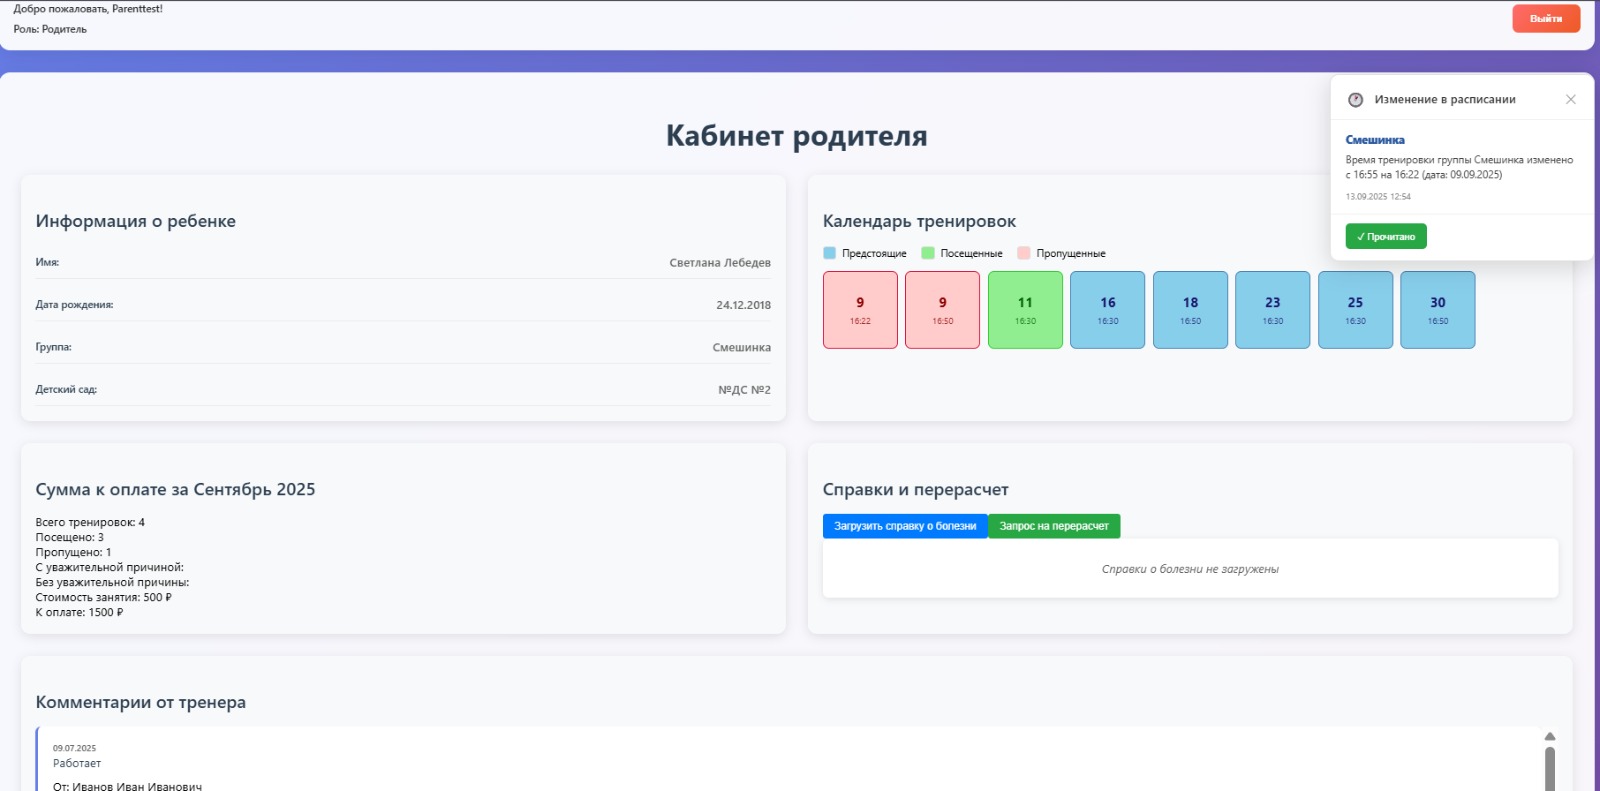 Добро пожаловать, Parenttest!
Роль: Родитель
Выйти
Изменение в расписании
Смешинка
Время тренировки группы Смешинка изменено
с 16:55 на 16:22 (дата: 09.09.2025)
13.09.2025 12:54
✓ Прочитано
Кабинет родителя
Информация о ребенке
Имя: Светлана Лебедев
Дата рождения: 24.12.2018
Группа: Смешинка
Детский сад: №ДС №2
Календарь тренировок
Предстоящие Посещенные Пропущенные
9 9 11 16 18 23 25 30
16:22 16:50 16:30 16:30 16:50 16:30 16:30 16:50
Сумма к оплате за Сентябрь 2025
Всего тренировок: 4
Посещено: 3
Пропущено: 1
С уважительной причиной:
Без уважительной причины:
Стоимость занятия: 500 ₽
К оплате: 1500 ₽
Справки и перерасчет
Загрузить справку о болезни Запрос на перерасчет
Справки о болезни не загружены
Комментарии от тренера
09.07.2025
Работает
От: Иванов Иван Иванович